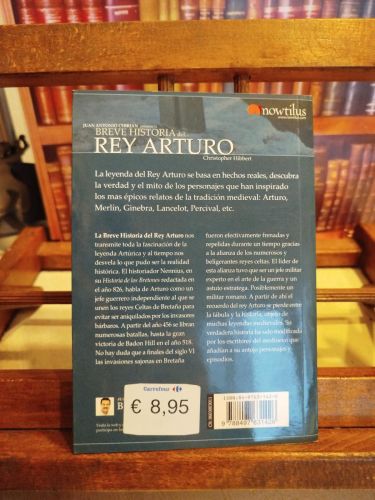 nowtilus
www.nowtilus.com
JUAN ANTONIO CEBRIÁN
BREVE HISTORIA del
REY ARTURO
Christopher Hibbert
La leyenda del Rey Arturo se basa en hechos reales, descubra
la verdad y el mito de los personajes que han inspirado
los mas épicos relatos de la tradición medieval: Arturo,
Merlin, Ginebra, Lancelot, Percival, etc.
La Breve Historia del Rey Arturo nos
transmite toda la fascinación de la
leyenda Artúrica y al tiempo nos
desvela lo que pudo ser la realidad
histórica. El historiador Nennius, en
su Historia de los Bretones redactada en
el año 826, habla de Arturo como un
jefe guerrero independiente al que se
unen los reyes Celtas de Bretaña para
evitar ser aniquilados por los invasores
bárbaros. A partir del año 456 se libran
numerosas batallas, hasta la gran
victoria de Badon Hill en el año 518.
No hay duda que a finales del siglo VI
las invasiones sajonas en Bretaña
fueron efectivamente frenadas y
repelidas durante un tiempo gracias
a la alianza de los numerosos y
beligerantes reyes celtas. El líder de
esta alianza tuvo que ser un jefe militar
experto en el arte de la guerra y un
astuto estratega. Posiblemente un
militar romano. A partir de ahí el
recuerdo del rey Arturo se pierde entre
la fábula y la historia, objeto de
muchas leyendas medievales. Su
verdadera historia ha sido modificada
por los escritores del medioevo que
añadían a su antojo personajes y
episodios.
Carrefour
€ 8,95
9 788497 631426